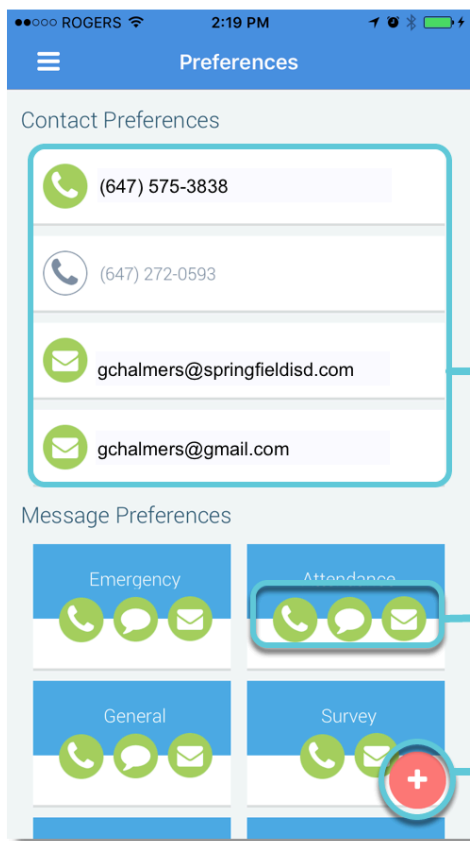 ROGERS 2:19 PM
Preferences
Contact Preferences
(647) 575-3838
(647) 272-0593
gchalmers@springfieldisd.com
gchalmers@gmail.com
Message Preferences
Emergency Attendance
General Survey
+